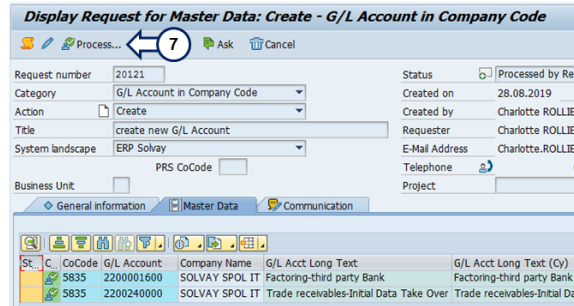 Display Request for Master Data: Create - G/L Account in Company Code
Process... 7 Ask Cancel
Request number 20121 Status Processed by Re
Category G/L Account in Company Code Created on 28.08.2019
Action Create Created by Charlotte ROLLIE
Title create new G/L Account Requester Charlotte ROLLIE
System landscape ERP Solvay E-Mail Address Charlotte.ROLLIE
PRS CoCode Telephone
Business Unit Project
General information Master Data Communication
St... C... CoCode G/L Account Company Name G/L Acct Long Text G/L Acct Long Text (Cy)
5835 2200001600 SOLVAY SPOL IT Factoring-third party Bank Factoring-third party Bank
5835 2200240000 SOLVAY SPOL IT Trade receivables-Initial Data Take Over Trade receivables-Initial Da